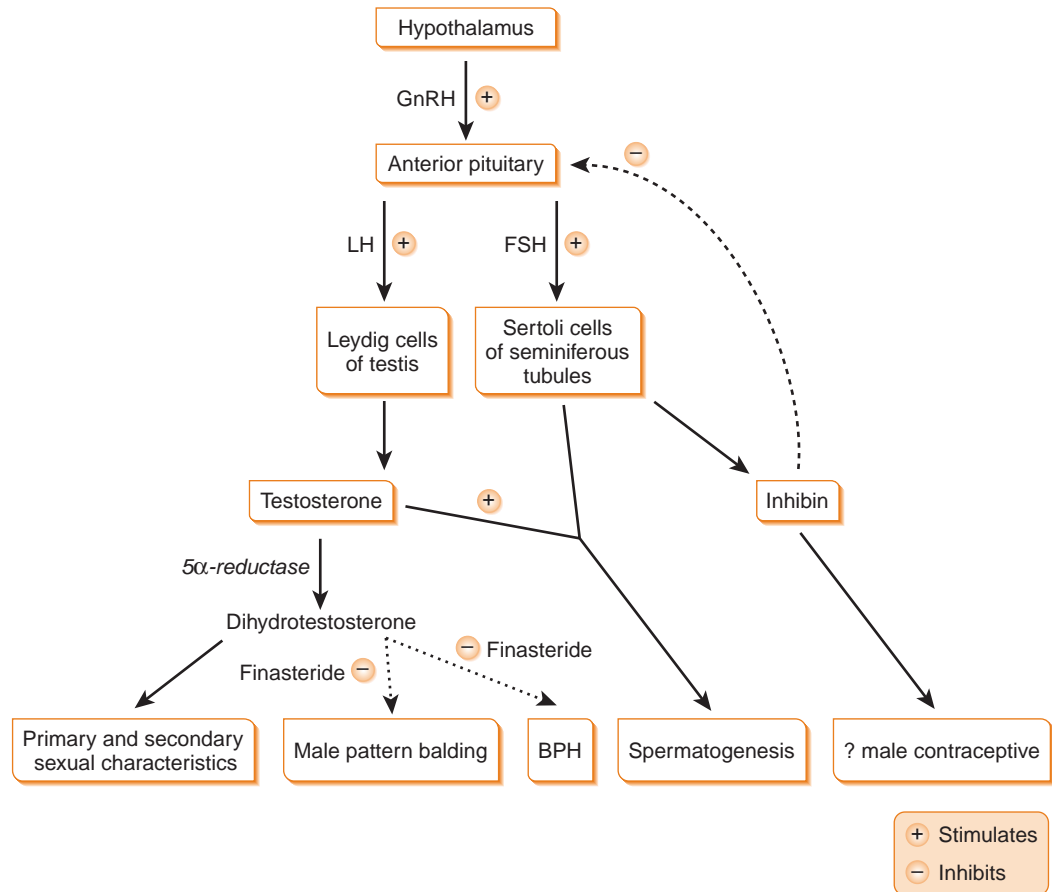 Hypothalamus
GnRH +
Anterior pituitary
−
LH +
FSH +
Leydig cells
of testis
Sertoli cells
of seminiferous
tubules
Testosterone
+
Inhibin
5α-reductase
Dihydrotestosterone
Finasteride −
− Finasteride
Primary and secondary
sexual characteristics
Male pattern balding
BPH
Spermatogenesis
? male contraceptive
+ Stimulates
− Inhibits